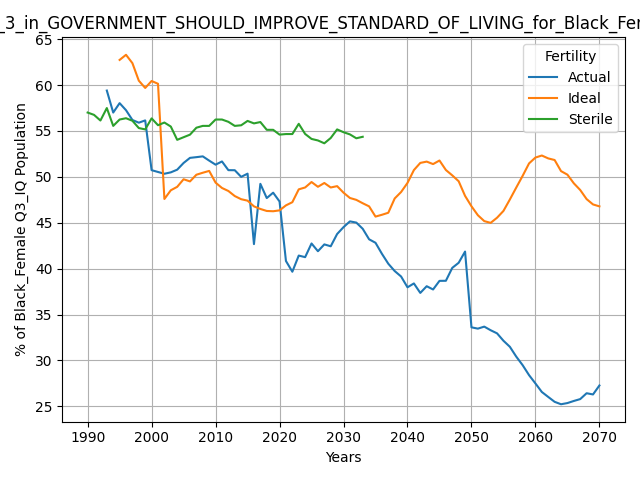 _3_in_GOVERNMENT_SHOULD_IMPROVE_STANDARD_OF_LIVING_for_Black_Fe
% of Black_Female Q3_IQ Population
65
60
55
50
45
40
35
30
25
Fertility
Actual
Ideal
Sterile
1990 2000 2010 2020 2030 2040 2050 2060 2070
Years